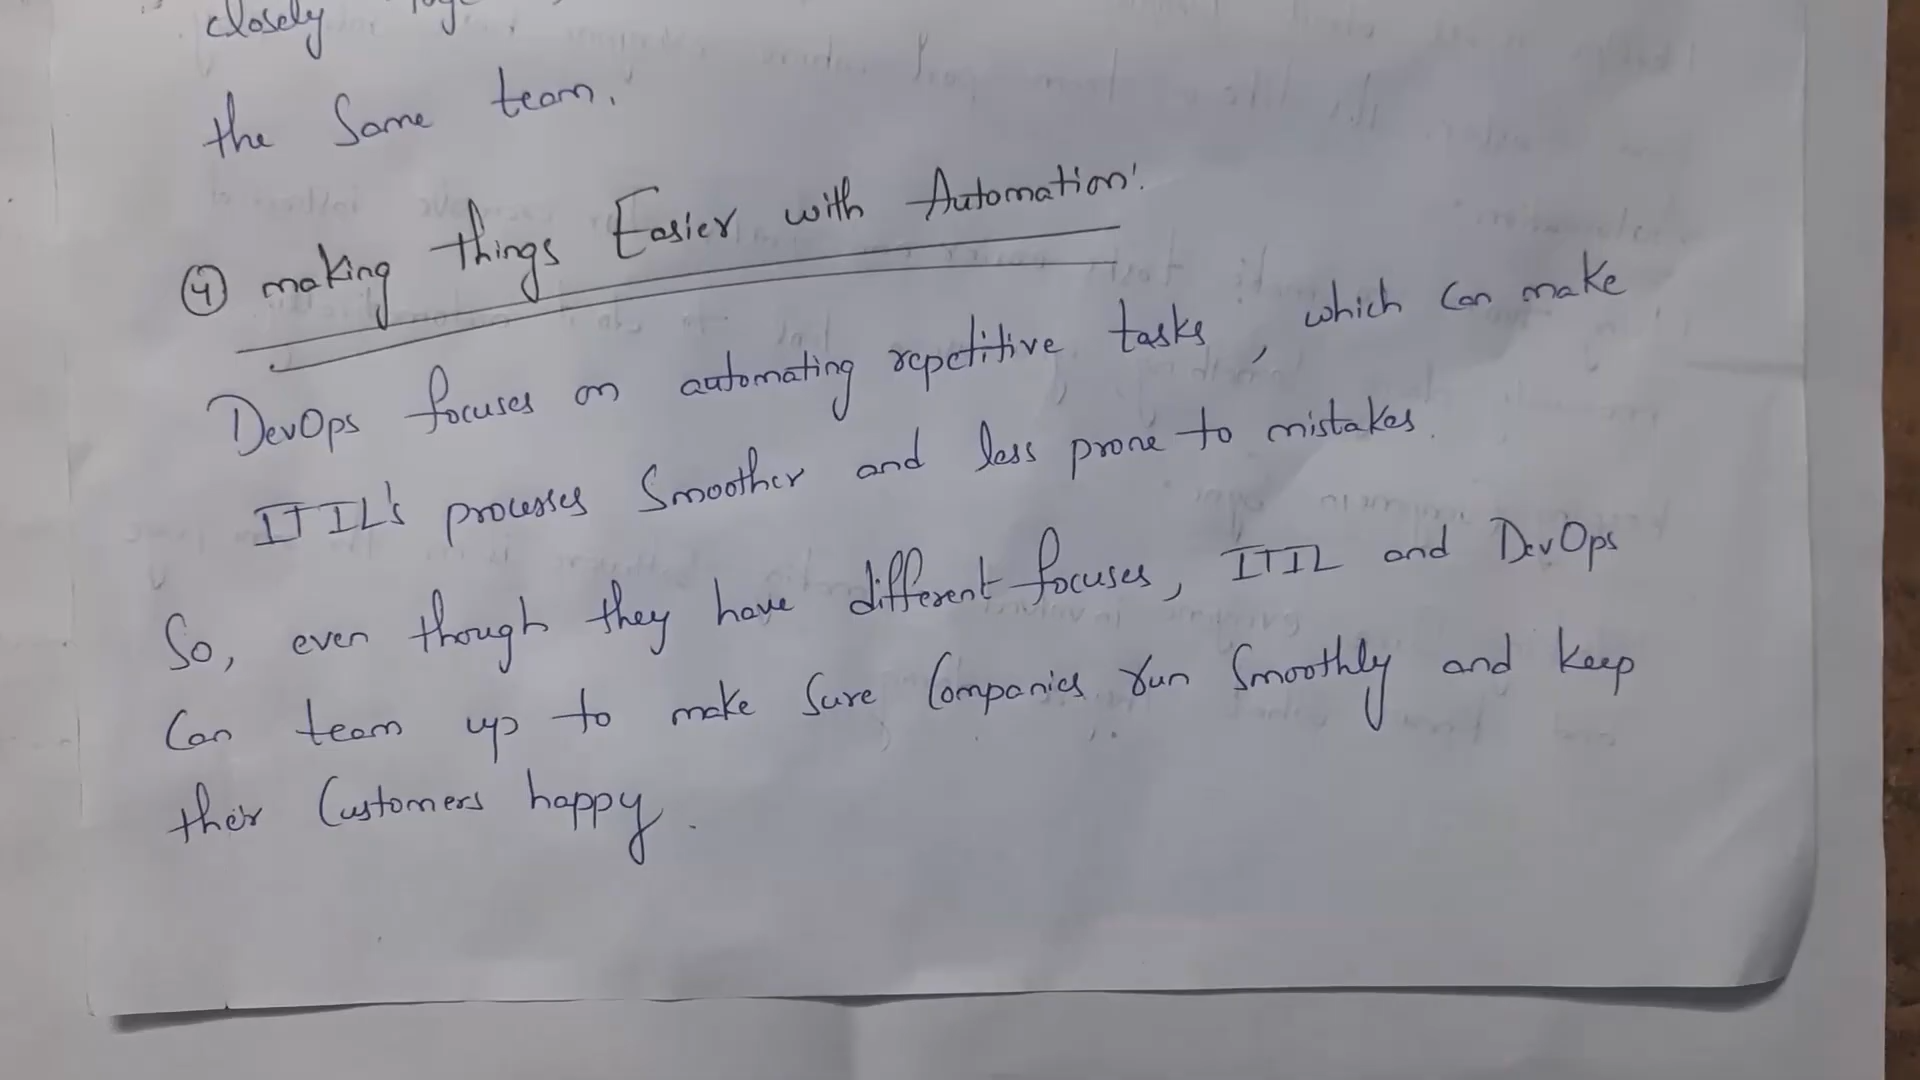 closely
the Same team.
④ making things Easier with Automation:
DevOps focuses on automating repetitive tasks, which can make
ITIL's processes Smoother and less prone to mistakes.
So, even though they have different focuses, ITIL and DevOps
Can team up to make Sure Companies run Smoothly and keep
their Customers happy.